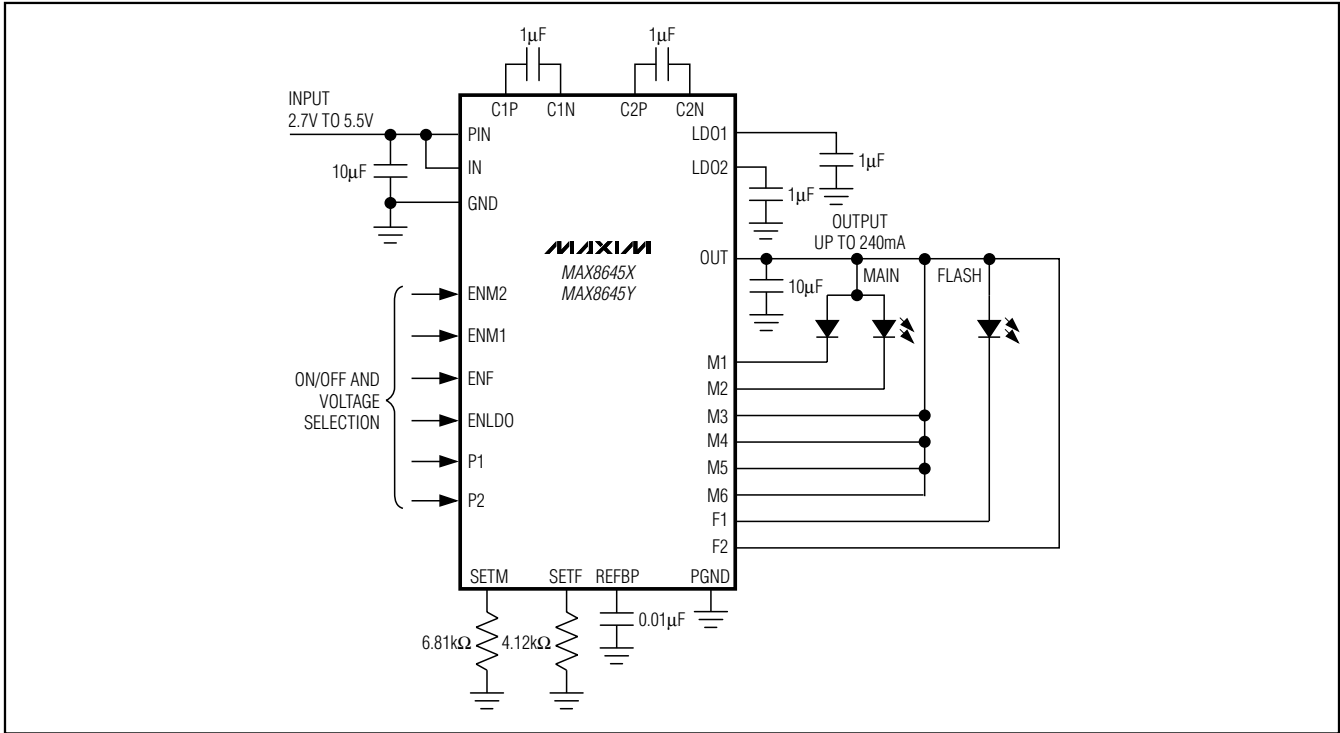 1µF
1µF
INPUT
2.7V TO 5.5V
C1P
C1N
C2P
C2N
PIN
IN
GND
10µF
LDO1
LDO2
1µF
1µF
OUTPUT
UP TO 240mA
OUT
MAIN
FLASH
10µF
MAXIM
MAX8645X
MAX8645Y
ENM2
ENM1
ENF
ENLDO
P1
P2
ON/OFF AND
VOLTAGE
SELECTION
M1
M2
M3
M4
M5
M6
F1
F2
SETM
SETF
REFBP
PGND
6.81kΩ
4.12kΩ
0.01µF